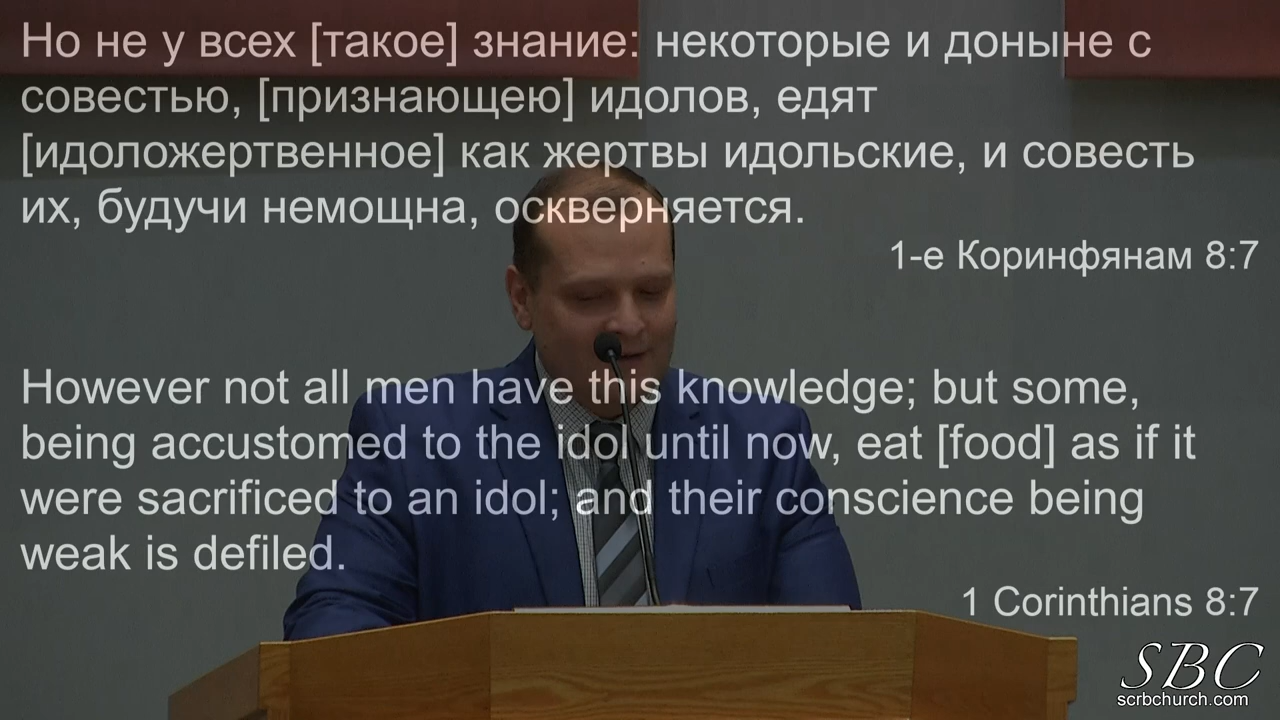 Но не у всех [такое] знание: некоторые и доныне с
совестью, [признающею] идолов, едят
[идоложертвенное] как жертвы идольские, и совесть
их, будучи немощна, оскверняется.
1-е Коринфянам 8:7
However not all men have this knowledge; but some,
being accustomed to the idol until now, eat [food] as if it
were sacrificed to an idol; and their conscience being
weak is defiled.
1 Corinthians 8:7
SBC
scrbchurch.com